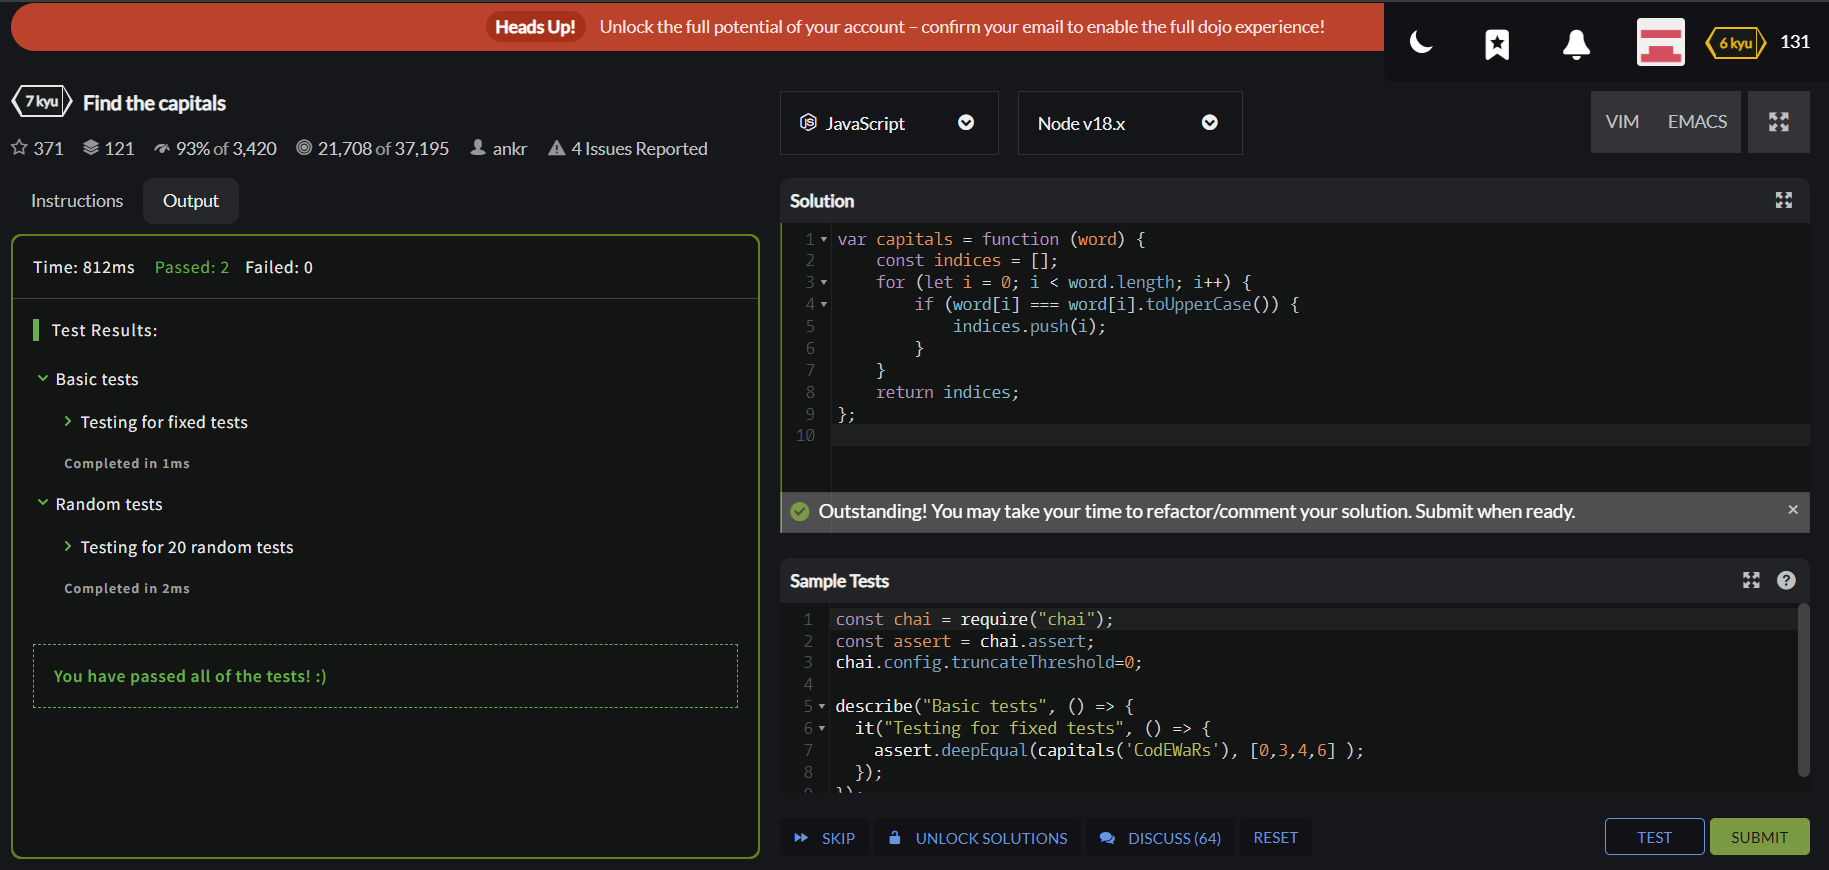 Heads Up! Unlock the full potential of your account – confirm your email to enable the full dojo experience!
6 kyu 131
7 kyu Find the capitals
371 121 93% of 3,420 21,708 of 37,195 ankr 4 Issues Reported
JavaScript
Node v18.x
VIM EMACS
Instructions Output
Time: 812ms Passed: 2 Failed: 0
Test Results:
Basic tests
Testing for fixed tests
Completed in 1ms
Random tests
Testing for 20 random tests
Completed in 2ms
You have passed all of the tests! :)
Solution
1 var capitals = function (word) {
2 const indices = [];
3 for (let i = 0; i < word.length; i++) {
4 if (word[i] === word[i].toUpperCase()) {
5 indices.push(i);
6 }
7 }
8 return indices;
9 };
10
Outstanding! You may take your time to refactor/comment your solution. Submit when ready. ×
Sample Tests ?
1 const chai = require("chai");
2 const assert = chai.assert;
3 chai.config.truncateThreshold=0;
4
5 describe("Basic tests", () => {
6 it("Testing for fixed tests", () => {
7 assert.deepEqual(capitals('CodEWaRs'), [0,3,4,6] );
8 });
9 });
SKIP UNLOCK SOLUTIONS DISCUSS (64) RESET TEST SUBMIT